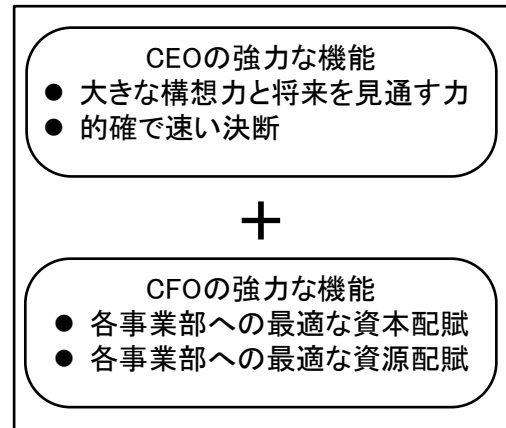 CEOの強力な機能
● 大きな構想力と将来を見通す力
● 的確で速い決断
＋
CFOの強力な機能
● 各事業部への最適な資本配賦
● 各事業部への最適な資源配賦